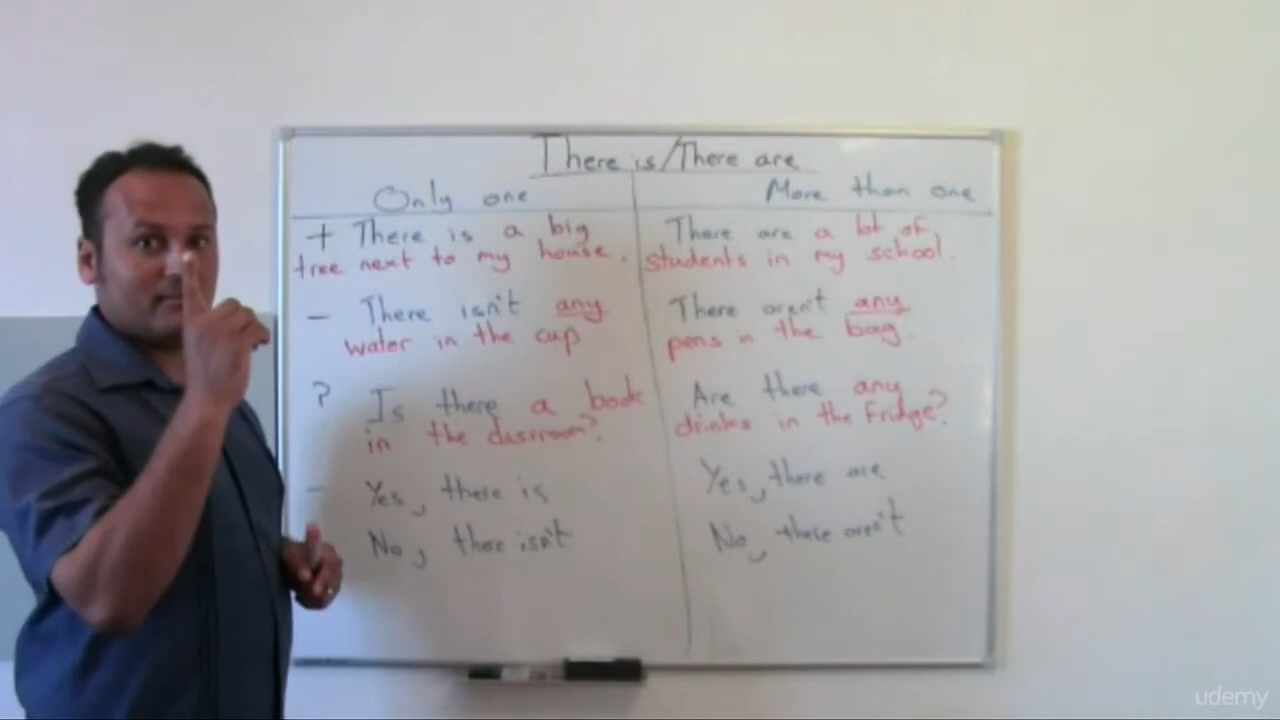 There is/There are
Only one
+ There is a big
tree next to my house.
- There isn't any
water in the cup
? Is there a book
in the classroom?
- Yes, there is
No, there isn't
More than one
There are a lot of
students in my school.
There aren't any
pens in the bag.
Are there any
drinks in the fridge?
Yes, there are
No, there aren't
udemy